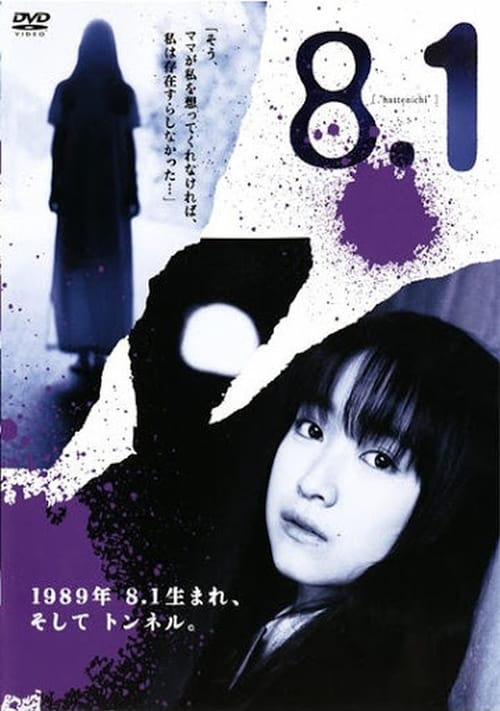 DVD
VIDEO
8.1
[ . "hattenichi" ]
「そう、
ママが私を想ってくれなければ、
私は存在すらしなかった…」
1989年 8.1生まれ、
そして トンネル。